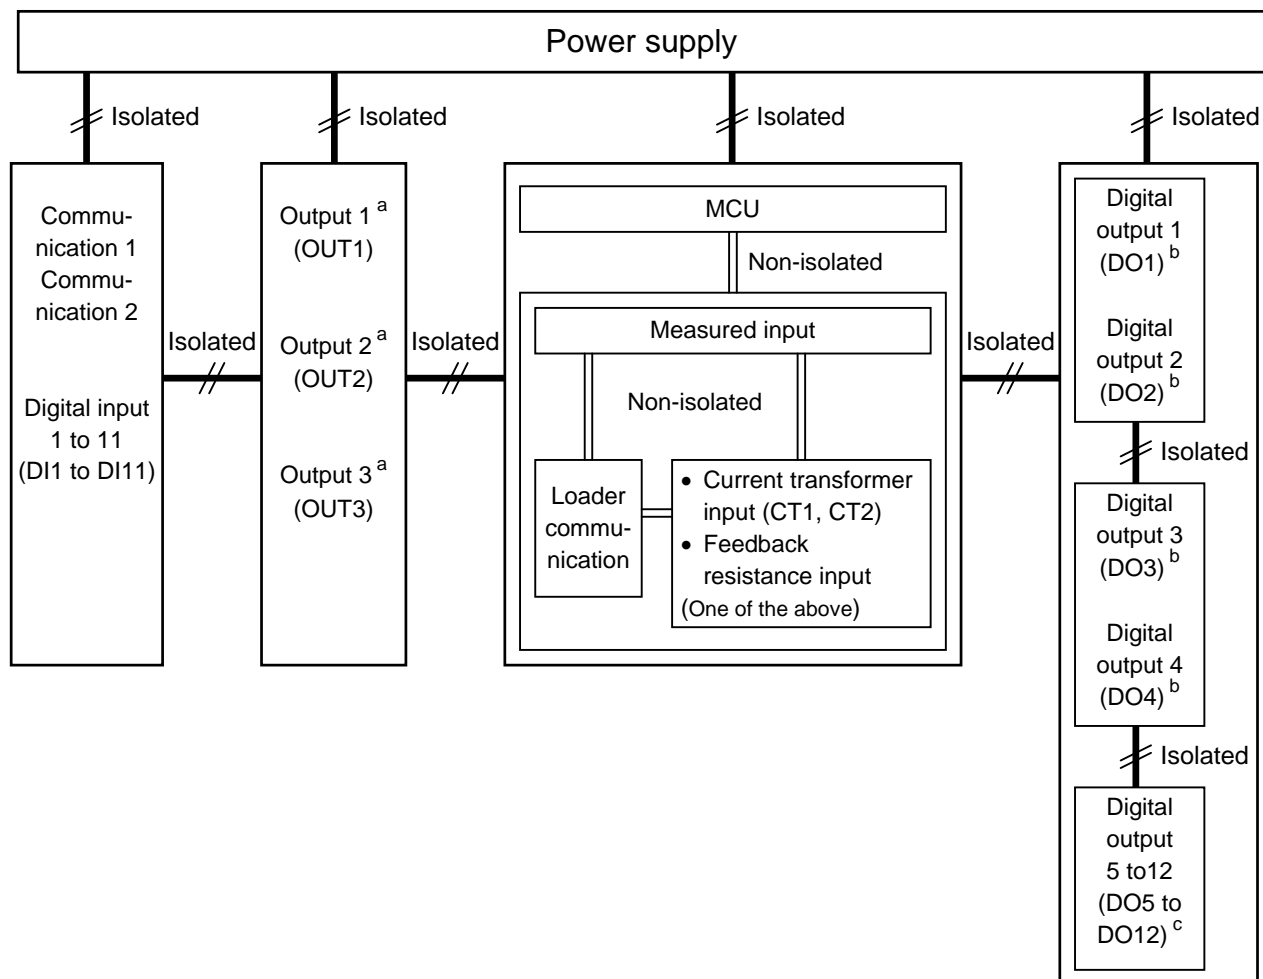 Power supply
Isolated
Isolated
Isolated
Isolated
Commu-
nication 1
Commu-
nication 2
Digital input
1 to 11
(DI1 to DI11)
Isolated
Output 1 a
(OUT1)
Output 2 a
(OUT2)
Output 3 a
(OUT3)
Isolated
MCU
Non-isolated
Measured input
Non-isolated
Loader
commu-
nication
• Current transformer
input (CT1, CT2)
• Feedback
resistance input
(One of the above)
Isolated
Digital
output 1
(DO1) b
Digital
output 2
(DO2) b
Isolated
Digital
output 3
(DO3) b
Digital
output 4
(DO4) b
Isolated
Digital
output
5 to12
(DO5 to
DO12) c